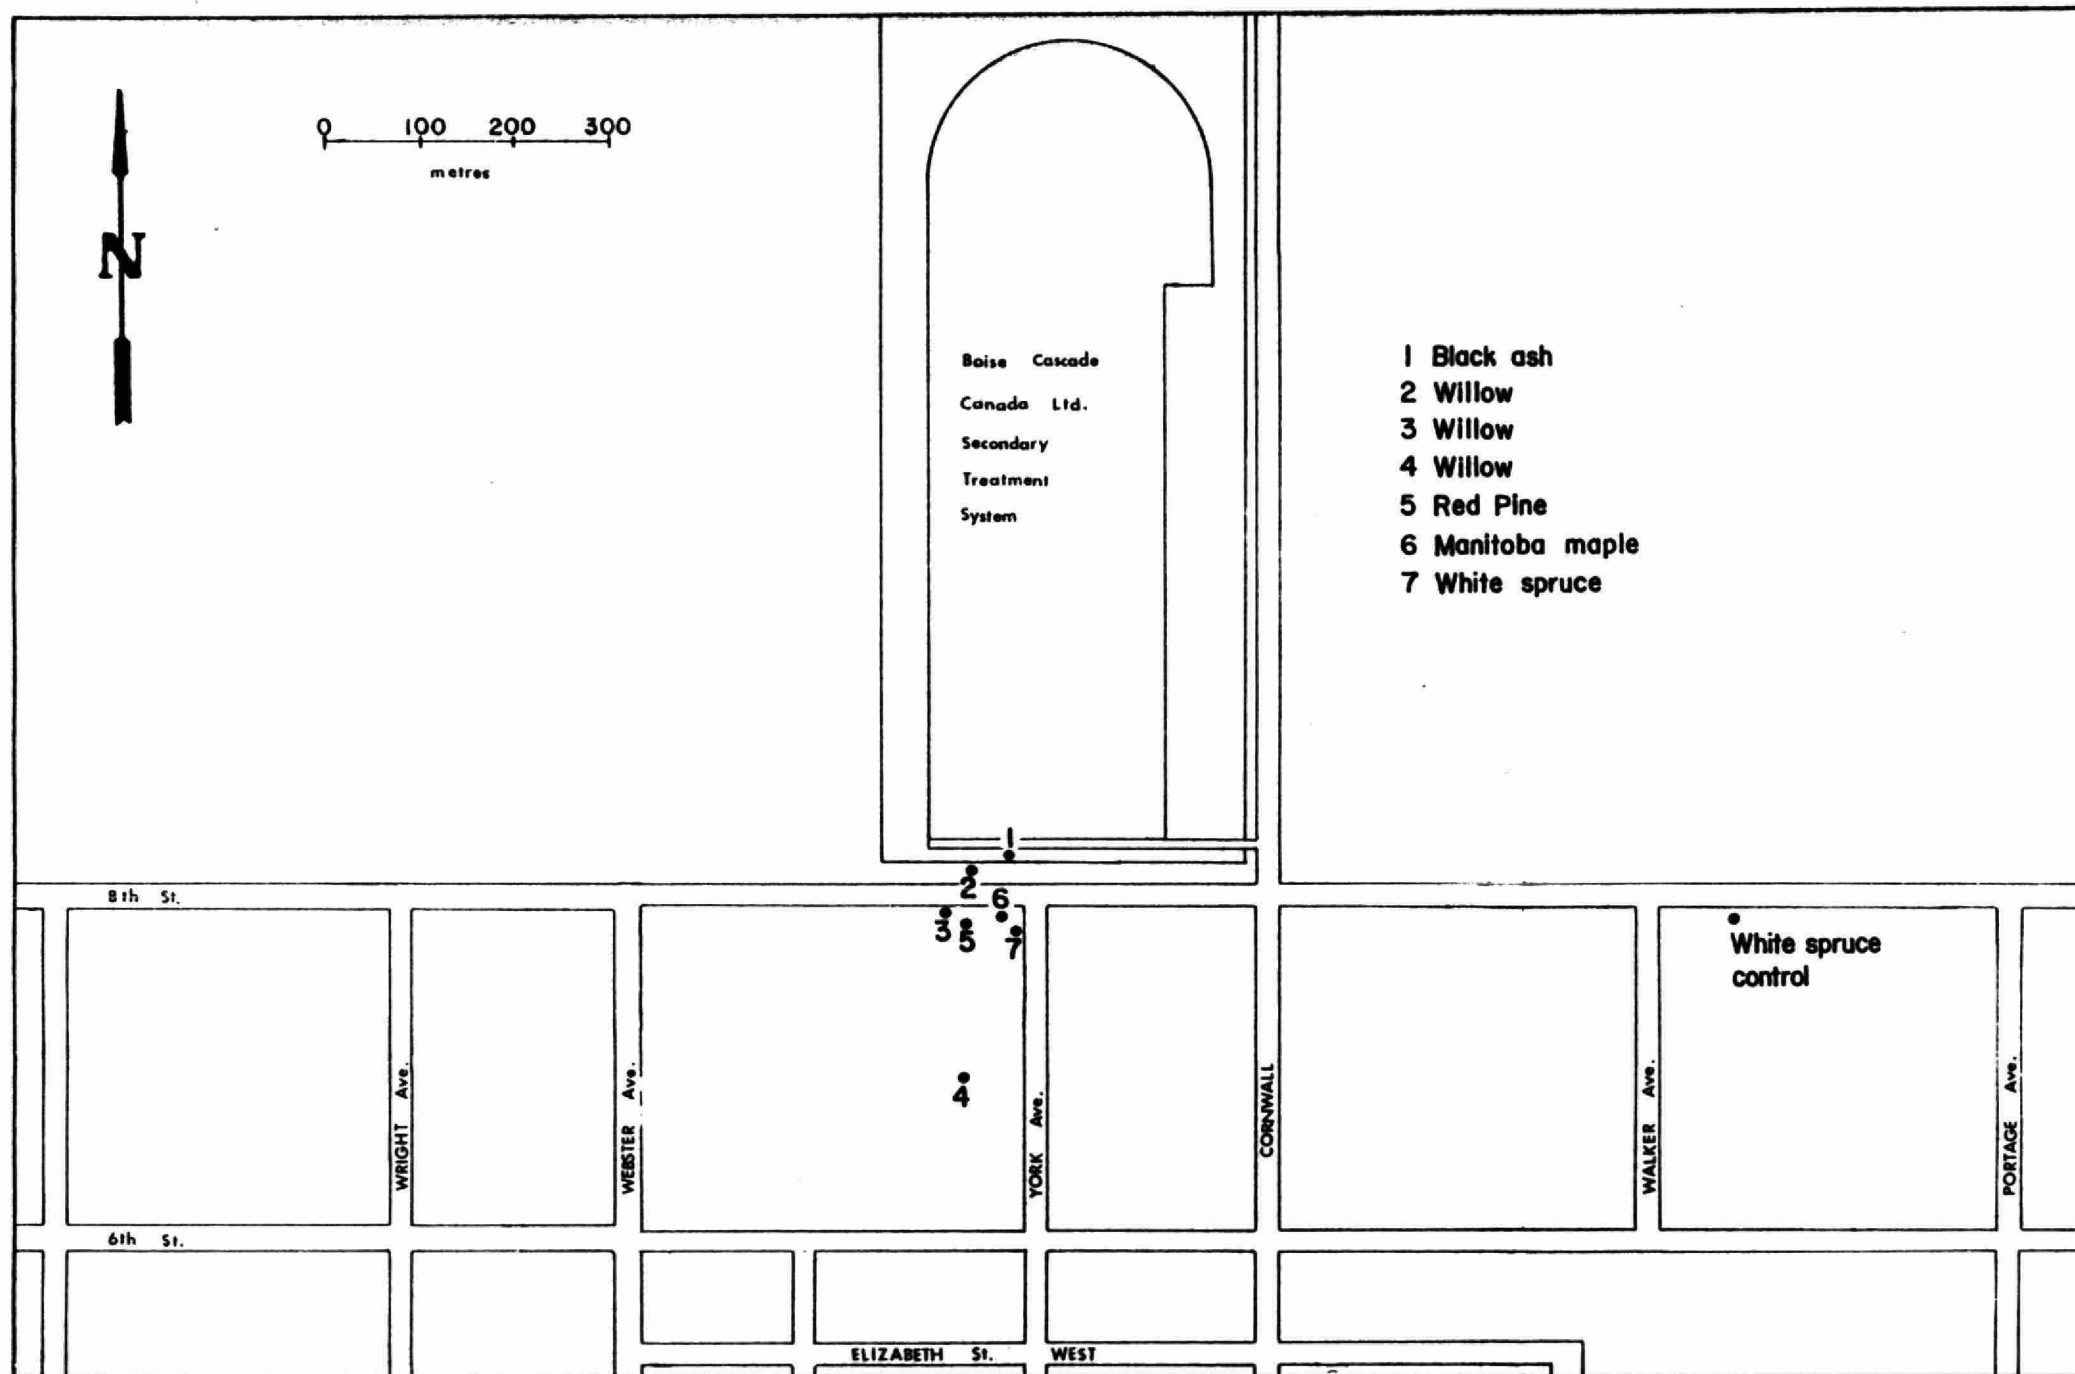 0 100 200 300
metres
N
Boise Cascade
Canada Ltd.
Secondary
Treatment
System
1 Black ash
2 Willow
3 Willow
4 Willow
5 Red Pine
6 Manitoba maple
7 White spruce
1
2
6
3
5
7
4
8th St.
White spruce
control
WRIGHT Ave.
WEBSTER Ave.
YORK Ave.
CORNWALL
WALKER Ave.
PORTAGE Ave.
6th St.
ELIZABETH St. WEST